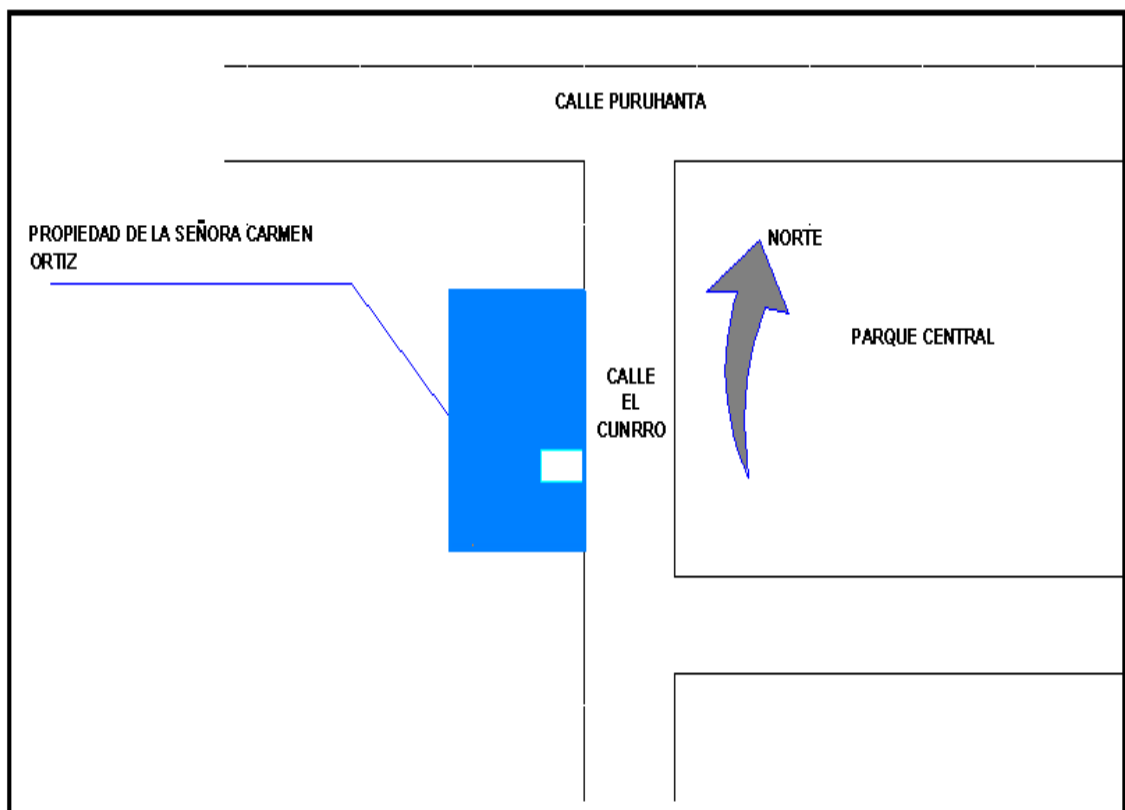 CALLE PURUHANTA
PROPIEDAD DE LA SEÑORA CARMEN
ORTIZ
NORTE
PARQUE CENTRAL
CALLE
EL
CUNRRO